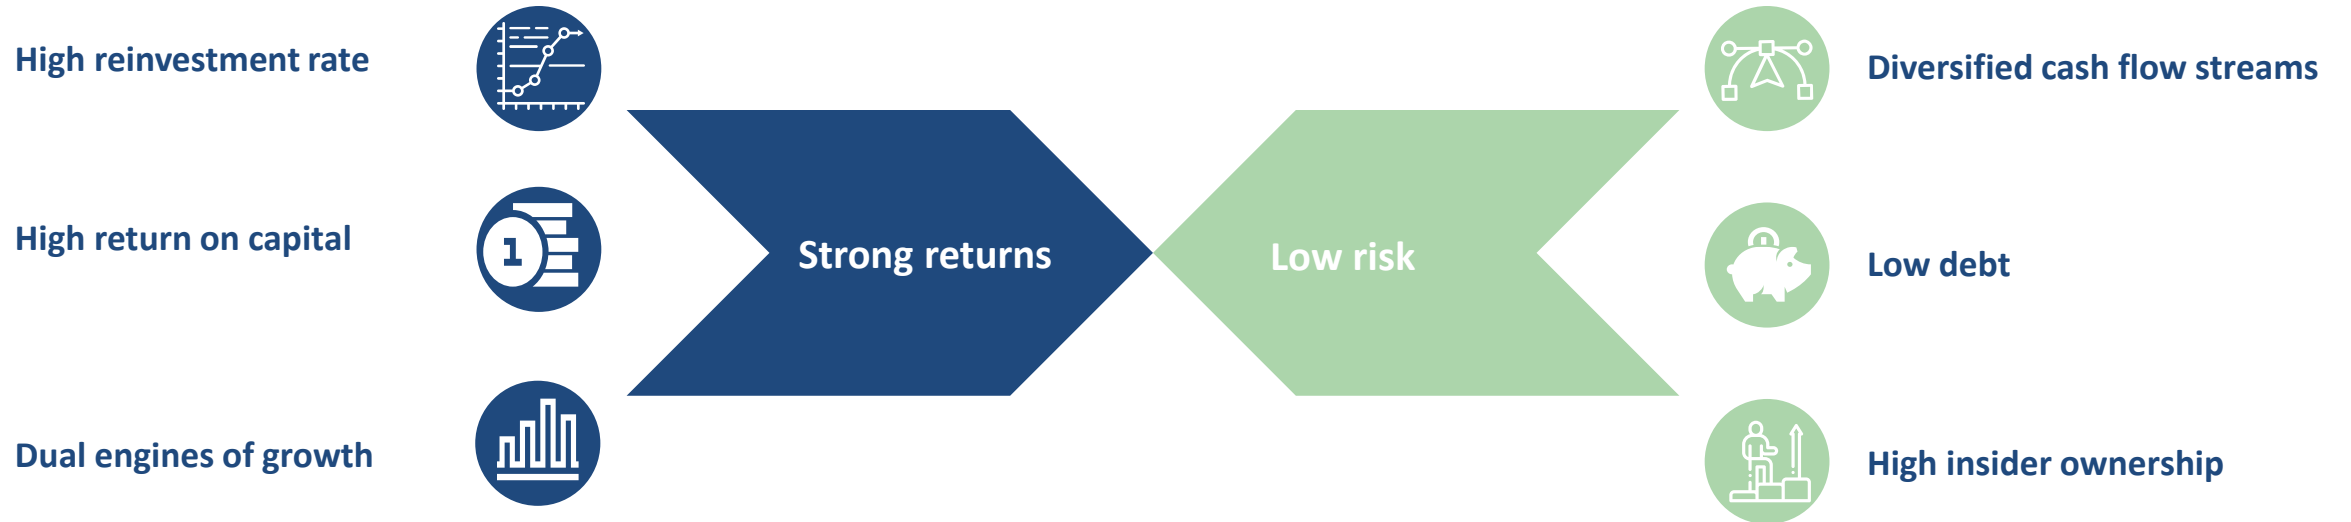 High reinvestment rate
High return on capital
1
Dual engines of growth
Strong returns
Low risk
Diversified cash flow streams
Low debt
High insider ownership